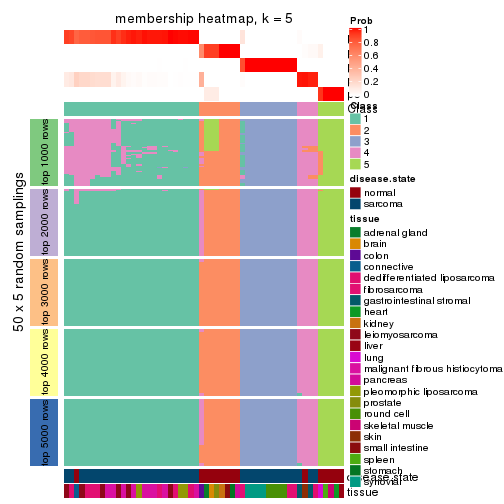 membership heatmap, k = 5
Prob
1
0.8
0.6
0.4
0.2
0
Class
Class
1
2
3
4
5
disease.state
normal
sarcoma
tissue
adrenal gland
brain
colon
connective
dedifferentiated liposarcoma
fibrosarcoma
gastrointestinal stromal
heart
kidney
leiomyosarcoma
liver
lung
malignant fibrous histiocytoma
pancreas
pleomorphic liposarcoma
prostate
round cell
skeletal muscle
skin
small intestine
spleen
stomach
synovial
disease.state
tissue
50 x 5 random samplings
top 1000 rows
top 2000 rows
top 3000 rows
top 4000 rows
top 5000 rows